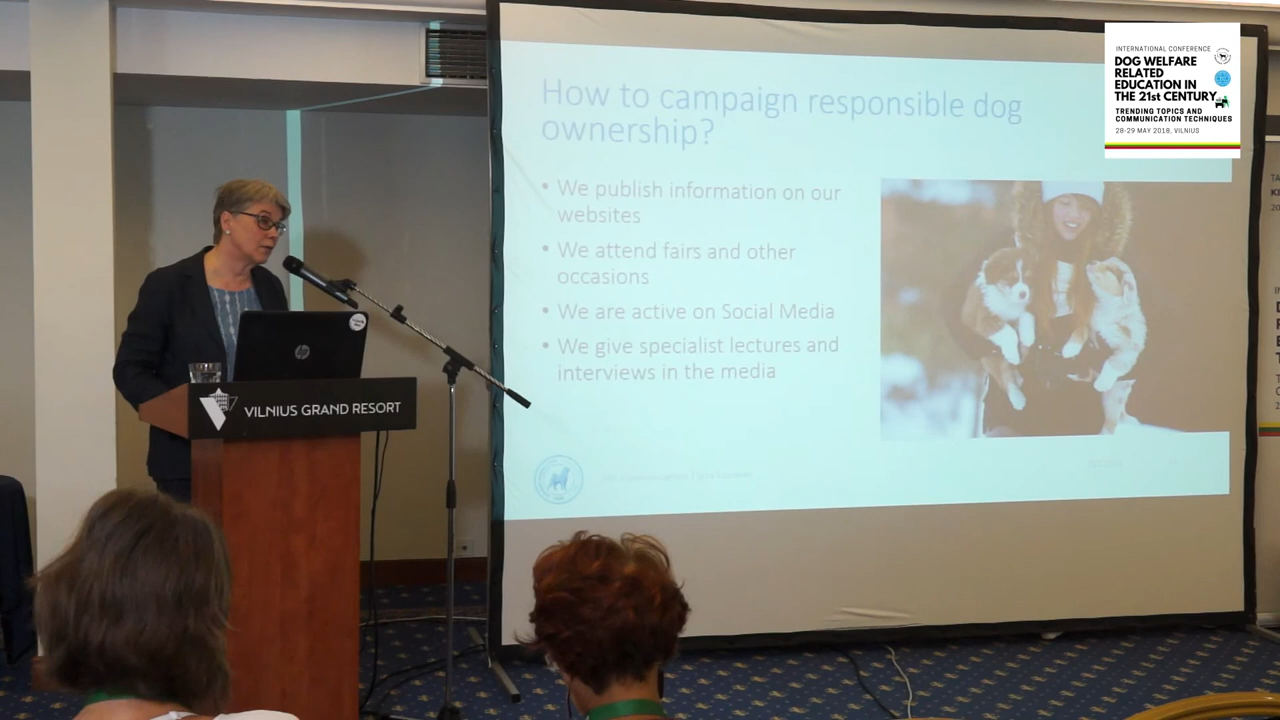 INTERNATIONAL CONFERENCE
DOG WELFARE
RELATED
EDUCATION IN
THE 21st CENTURY
TRENDING TOPICS AND
COMMUNICATION TECHNIQUES
28-29 MAY 2018, VILNIUS
How to campaign responsible dog
ownership?
• We publish information on our
websites
• We attend fairs and other
occasions
• We are active on Social Media
• We give specialist lectures and
interviews in the media
hp
VILNIUS GRAND RESORT